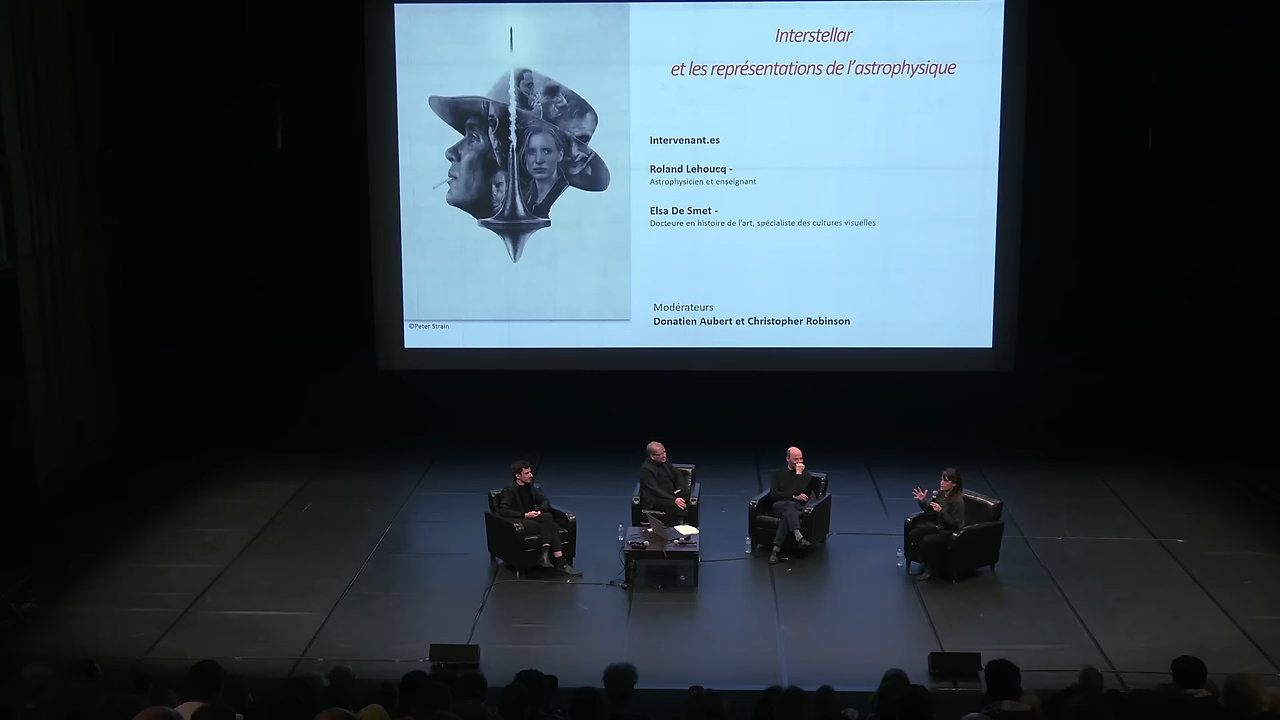 Interstellar
et les représentations de l'astrophysique
Intervenant.es
Roland Lehoucq -
Astrophysicien et enseignant
Elsa De Smet -
Docteure en histoire de l'art, spécialiste des cultures visuelles
Modérateurs
Donatien Aubert et Christopher Robinson
©Peter Strain